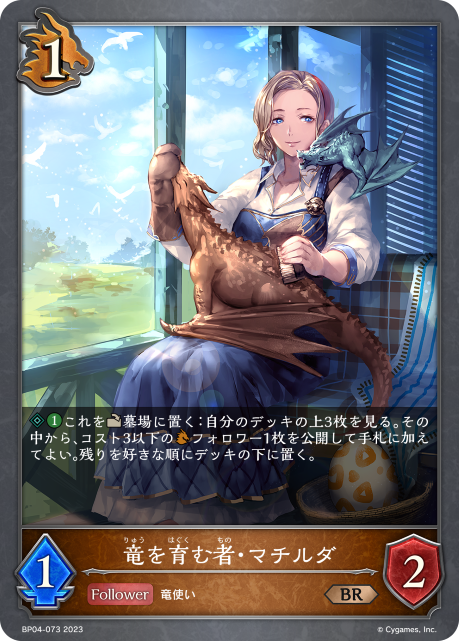 1
1これを墓場に置く：自分のデッキの上3枚を見る。その
中から、コスト3以下のフォロワー1枚を公開して手札に加え
てよい。残りを好きな順にデッキの下に置く。
りゅう はぐく もの
竜を育む者・マチルダ
1
Follower 竜使い
BR
2
BP04-073 2023
© Cygames, Inc.